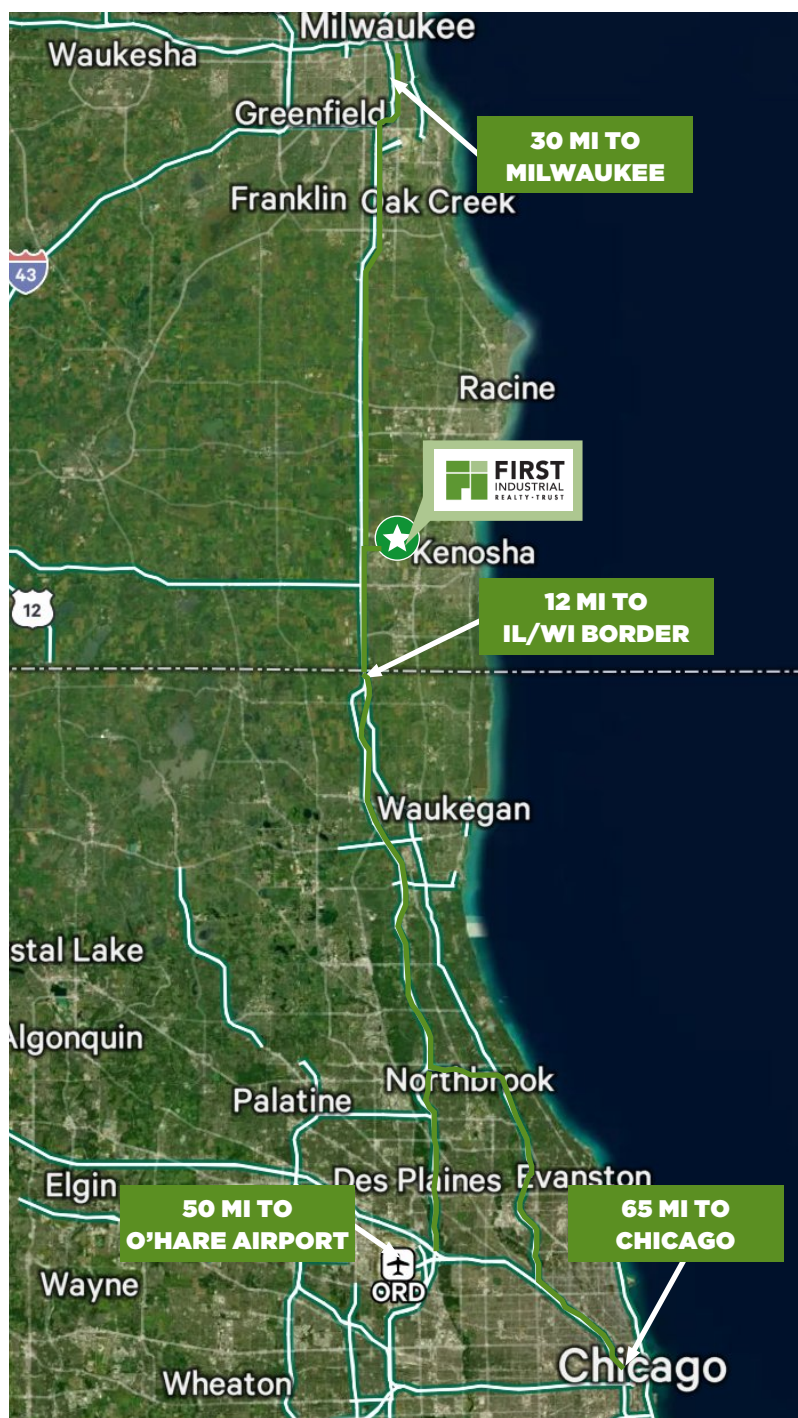 Milwaukee
Waukesha
Greenfield
30 MI TO
MILWAUKEE
Franklin
Oak Creek
43
Racine
FIRST
INDUSTRIAL
REALTY•TRUST
Kenosha
12
12 MI TO
IL/WI BORDER
Waukegan
stal Lake
Algonquin
Northbrook
Palatine
Elgin
Des Plaines
Evanston
50 MI TO
O'HARE AIRPORT
65 MI TO
CHICAGO
ORD
Wayne
Chicago
Wheaton